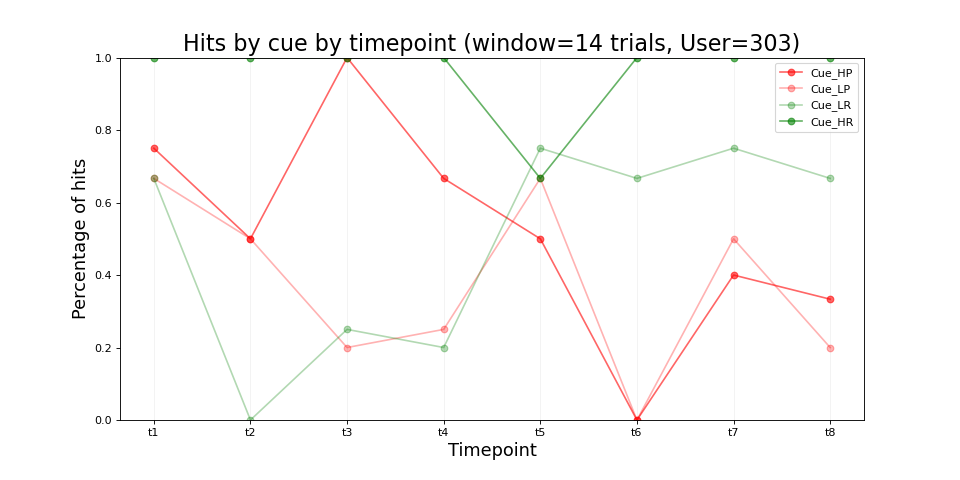 Hits by cue by timepoint (window=14 trials, User=303)
Percentage of hits
1.0
0.8
0.6
0.4
0.2
0.0
Cue_HP
Cue_LP
Cue_LR
Cue_HR
t1 t2 t3 t4 t5 t6 t7 t8
Timepoint